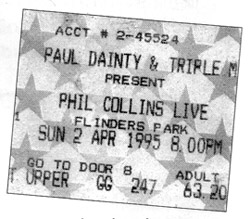 ACCT # 2-45524
PAUL DAINTY & TRIPLE M
PRESENT
PHIL COLLINS LIVE
FLINDERS PARK
SUN 2 APR 1995 8.00PM
GO TO DOOR 8 ADULT
UPPER GG 247 63.20